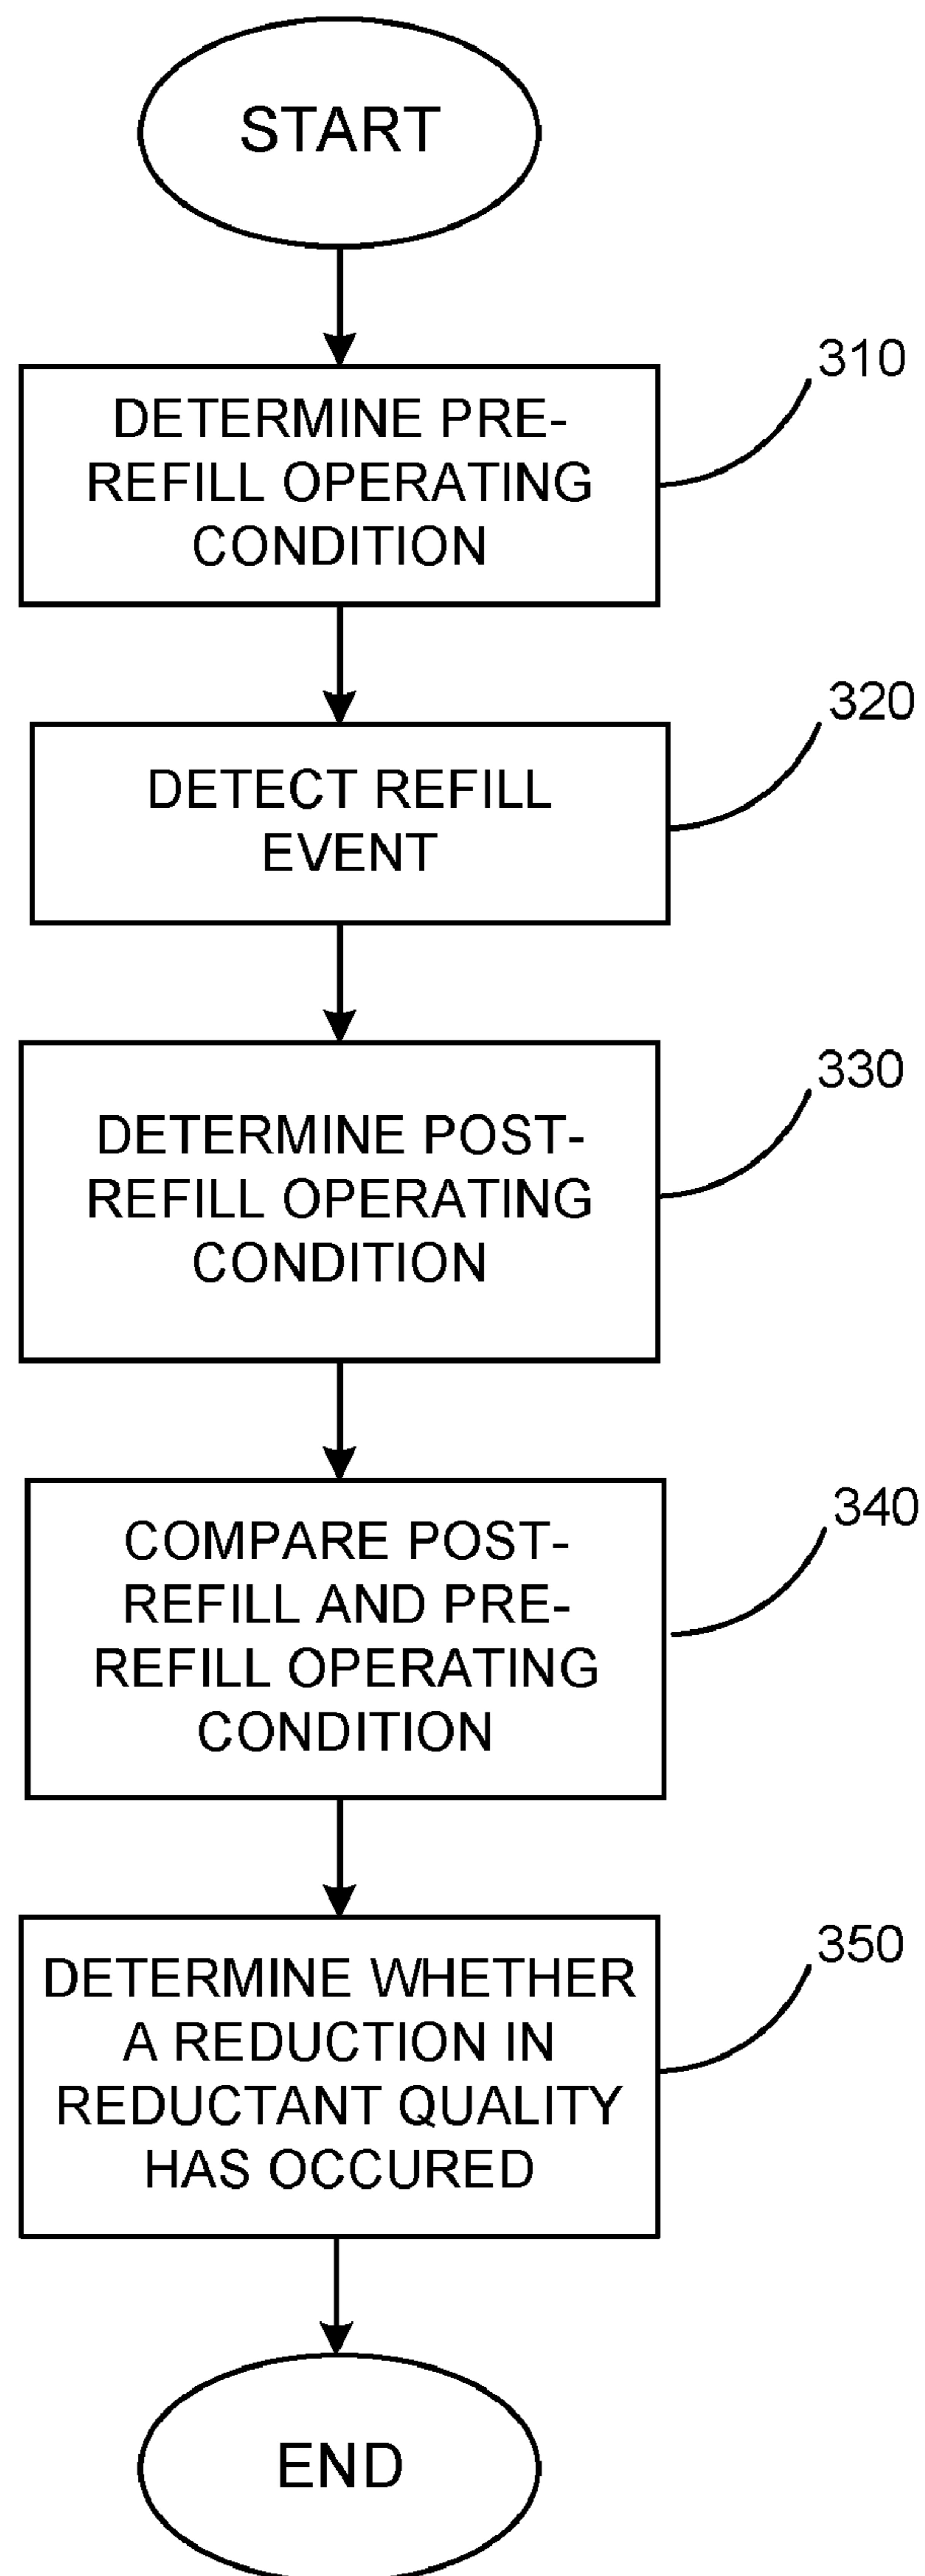 START
310
DETERMINE PRE-
REFILL OPERATING
CONDITION
320
DETECT REFILL
EVENT
330
DETERMINE POST-
REFILL OPERATING
CONDITION
340
COMPARE POST-
REFILL AND PRE-
REFILL OPERATING
CONDITION
350
DETERMINE WHETHER
A REDUCTION IN
REDUCTANT QUALITY
HAS OCCURED
END